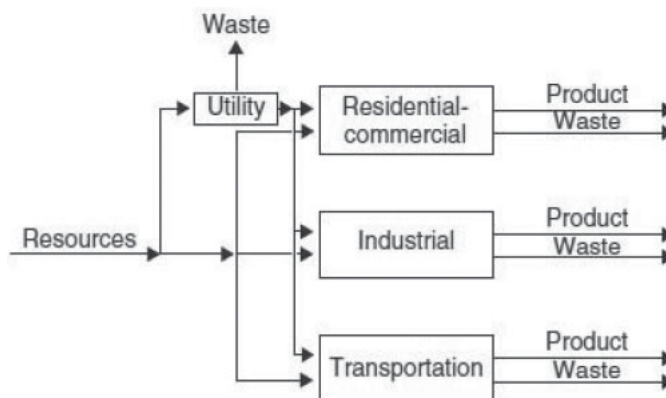 Waste
Utility
Residential-
commercial
Product
Waste
Resources
Industrial
Product
Waste
Transportation
Product
Waste